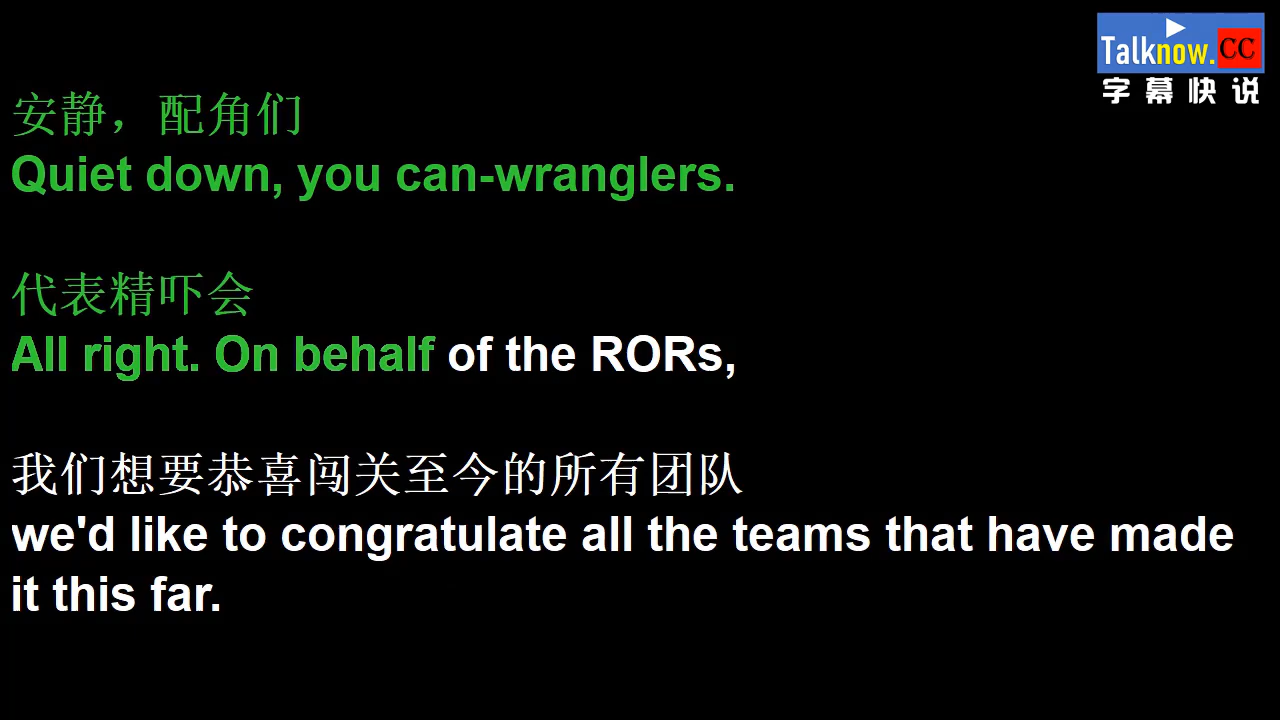 Talknow.CC
字幕快说
安静，配角们
Quiet down, you can-wranglers.
代表精吓会
All right. On behalf of the RORs,
我们想要恭喜闯关至今的所有团队
we'd like to congratulate all the teams that have made
it this far.